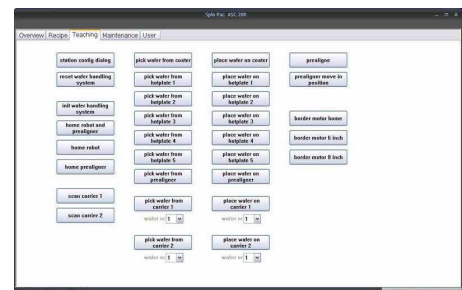 Spin Pac ASC 200
Overview Recipe Teaching Maintenance User
station config dialog
reset wafer handling
system
init wafer handling
system
home robot and
prealigner
home robot
home prealigner
scan carrier 1
scan carrier 2
pick wafer from coater
pick wafer from
hotplate 1
pick wafer from
hotplate 2
pick wafer from
hotplate 3
pick wafer from
hotplate 4
pick wafer from
hotplate 5
pick wafer from
prealigner
pick wafer from
carrier 1
wafer nr 1
pick wafer from
carrier 2
wafer nr 1
place wafer on coater
place wafer on
hotplate 1
place wafer on
hotplate 2
place wafer on
hotplate 3
place wafer on
hotplate 4
place wafer on
hotplate 5
place wafer on
prealigner
place wafer on
carrier 1
wafer nr 1
place wafer on
carrier 2
wafer nr 1
prealigne
prealigner move in
position
border motor home
border motor 6 inch
border motor 8 inch